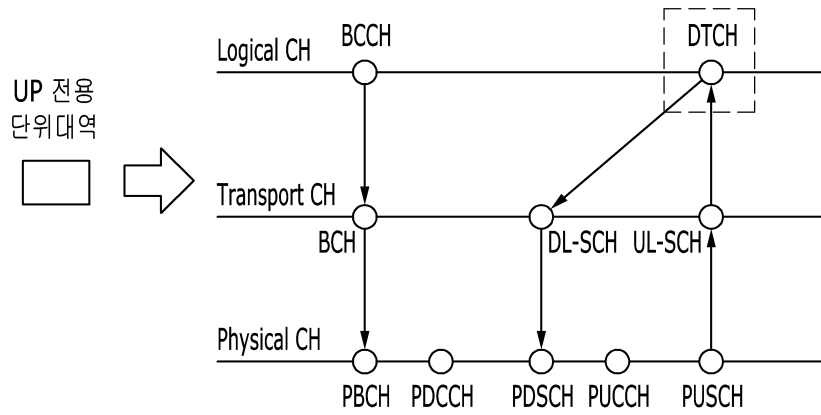 BCCH
DTCH
Logical CH
UP 전용
단위대역
Transport CH
BCH
DL-SCH
UL-SCH
Physical CH
PBCH
PDCCH
PDSCH
PUCCH
PUSCH